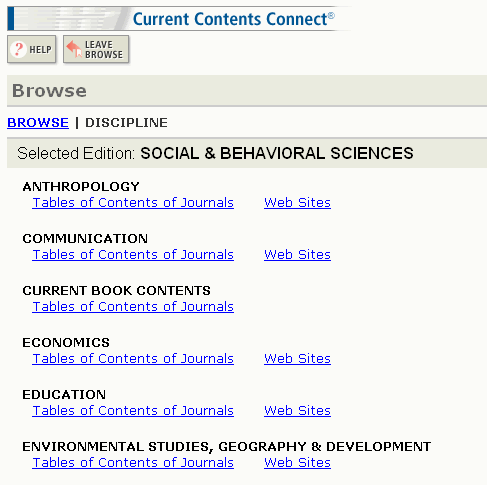 Current Contents Connect®
HELP
LEAVE
BROWSE
Browse
BROWSE | DISCIPLINE
Selected Edition: SOCIAL & BEHAVIORAL SCIENCES
ANTHROPOLOGY
Tables of Contents of Journals Web Sites
COMMUNICATION
Tables of Contents of Journals Web Sites
CURRENT BOOK CONTENTS
Tables of Contents of Journals
ECONOMICS
Tables of Contents of Journals Web Sites
EDUCATION
Tables of Contents of Journals Web Sites
ENVIRONMENTAL STUDIES, GEOGRAPHY & DEVELOPMENT
Tables of Contents of Journals Web Sites